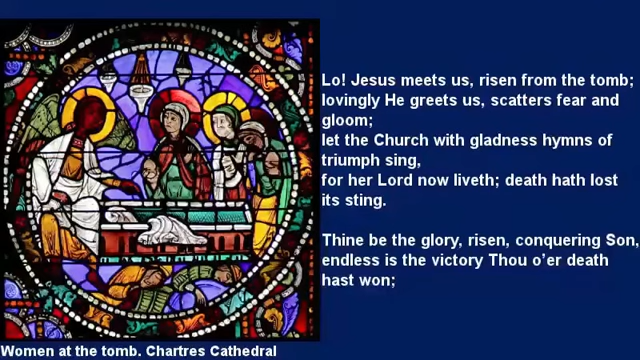 Lo! Jesus meets us, risen from the tomb;
lovingly He greets us, scatters fear and
gloom;
let the Church with gladness hymns of
triumph sing,
for her Lord now liveth; death hath lost
its sting.
Thine be the glory, risen, conquering Son,
endless is the victory Thou o'er death
hast won;
Women at the tomb. Chartres Cathedral